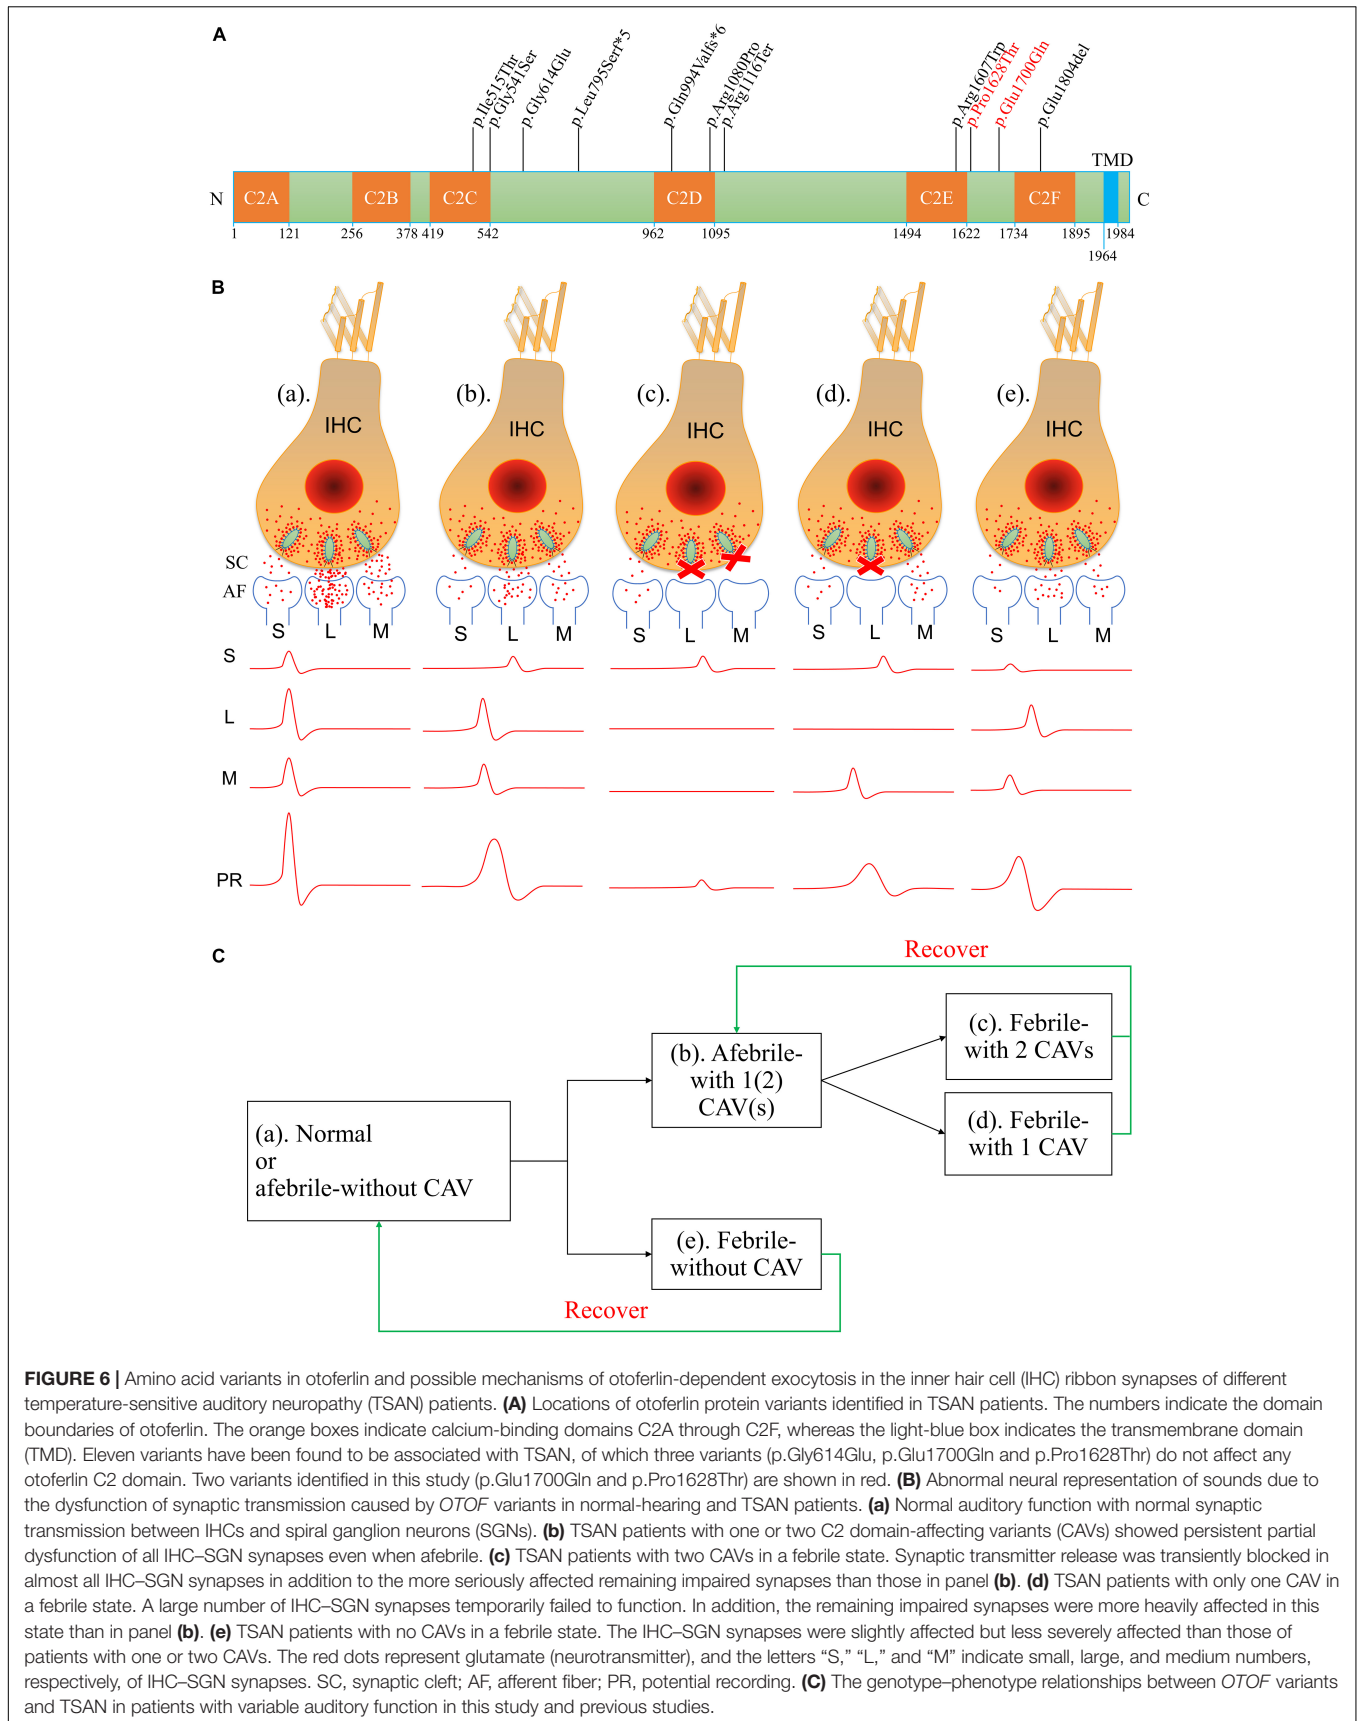 A
p.Ile515Thr
p.Gly541Ser
p.Gly614Glu
p.Leu795Serf*5
p.Gln994Valfs*6
p.Arg1080Pro
p.Arg1116Ter
p.Arg1607Trp
p.Pro1628Thr
p.Glu1700Gln
p.Glu1804del
TMD
N C2A C2B C2C C2D C2E C2F C
1 121 256 378 419 542 962 1095 1494 1622 1734 1895 1984
1964
B
(a). (b). (c). (d). (e).
IHC IHC IHC IHC IHC
SC
AF
S L M S L M S L M S L M S L M
S
L
M
PR
C
Recover
(a). Normal
or
afebrile-without CAV
(b). Afebrile-
with 1(2)
CAV(s)
(c). Febrile-
with 2 CAVs
(d). Febrile-
with 1 CAV
(e). Febrile-
without CAV
Recover
FIGURE 6 | Amino acid variants in otoferlin and possible mechanisms of otoferlin-dependent exocytosis in the inner hair cell (IHC) ribbon synapses of different
temperature-sensitive auditory neuropathy (TSAN) patients. (A) Locations of otoferlin protein variants identified in TSAN patients. The numbers indicate the domain
boundaries of otoferlin. The orange boxes indicate calcium-binding domains C2A through C2F, whereas the light-blue box indicates the transmembrane domain
(TMD). Eleven variants have been found to be associated with TSAN, of which three variants (p.Gly614Glu, p.Glu1700Gln and p.Pro1628Thr) do not affect any
otoferlin C2 domain. Two variants identified in this study (p.Glu1700Gln and p.Pro1628Thr) are shown in red. (B) Abnormal neural representation of sounds due to
the dysfunction of synaptic transmission caused by OTOF variants in normal-hearing and TSAN patients. (a) Normal auditory function with normal synaptic
transmission between IHCs and spiral ganglion neurons (SGNs). (b) TSAN patients with one or two C2 domain-affecting variants (CAVs) showed persistent partial
dysfunction of all IHC–SGN synapses even when afebrile. (c) TSAN patients with two CAVs in a febrile state. Synaptic transmitter release was transiently blocked in
almost all IHC–SGN synapses in addition to the more seriously affected remaining impaired synapses than those in panel (b). (d) TSAN patients with only one CAV in
a febrile state. A large number of IHC–SGN synapses temporarily failed to function. In addition, the remaining impaired synapses were more heavily affected in this
state than in panel (b). (e) TSAN patients with no CAVs in a febrile state. The IHC–SGN synapses were slightly affected but less severely affected than those of
patients with one or two CAVs. The red dots represent glutamate (neurotransmitter), and the letters “S,” “L,” and “M” indicate small, large, and medium numbers,
respectively, of IHC–SGN synapses. SC, synaptic cleft; AF, afferent fiber; PR, potential recording. (C) The genotype–phenotype relationships between OTOF variants
and TSAN in patients with variable auditory function in this study and previous studies.